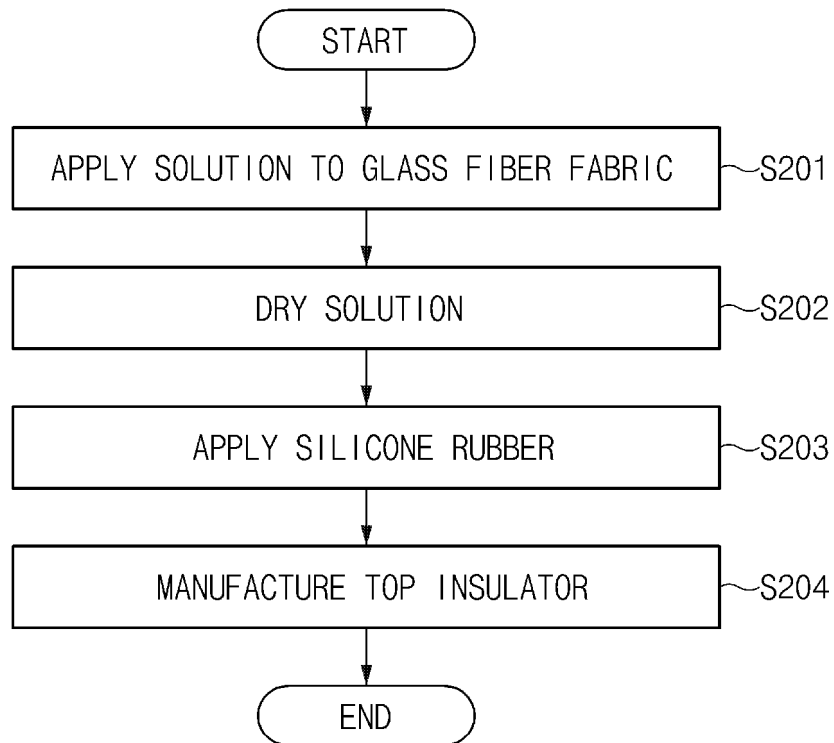 START
APPLY SOLUTION TO GLASS FIBER FABRIC
S201
DRY SOLUTION
S202
APPLY SILICONE RUBBER
S203
MANUFACTURE TOP INSULATOR
S204
END